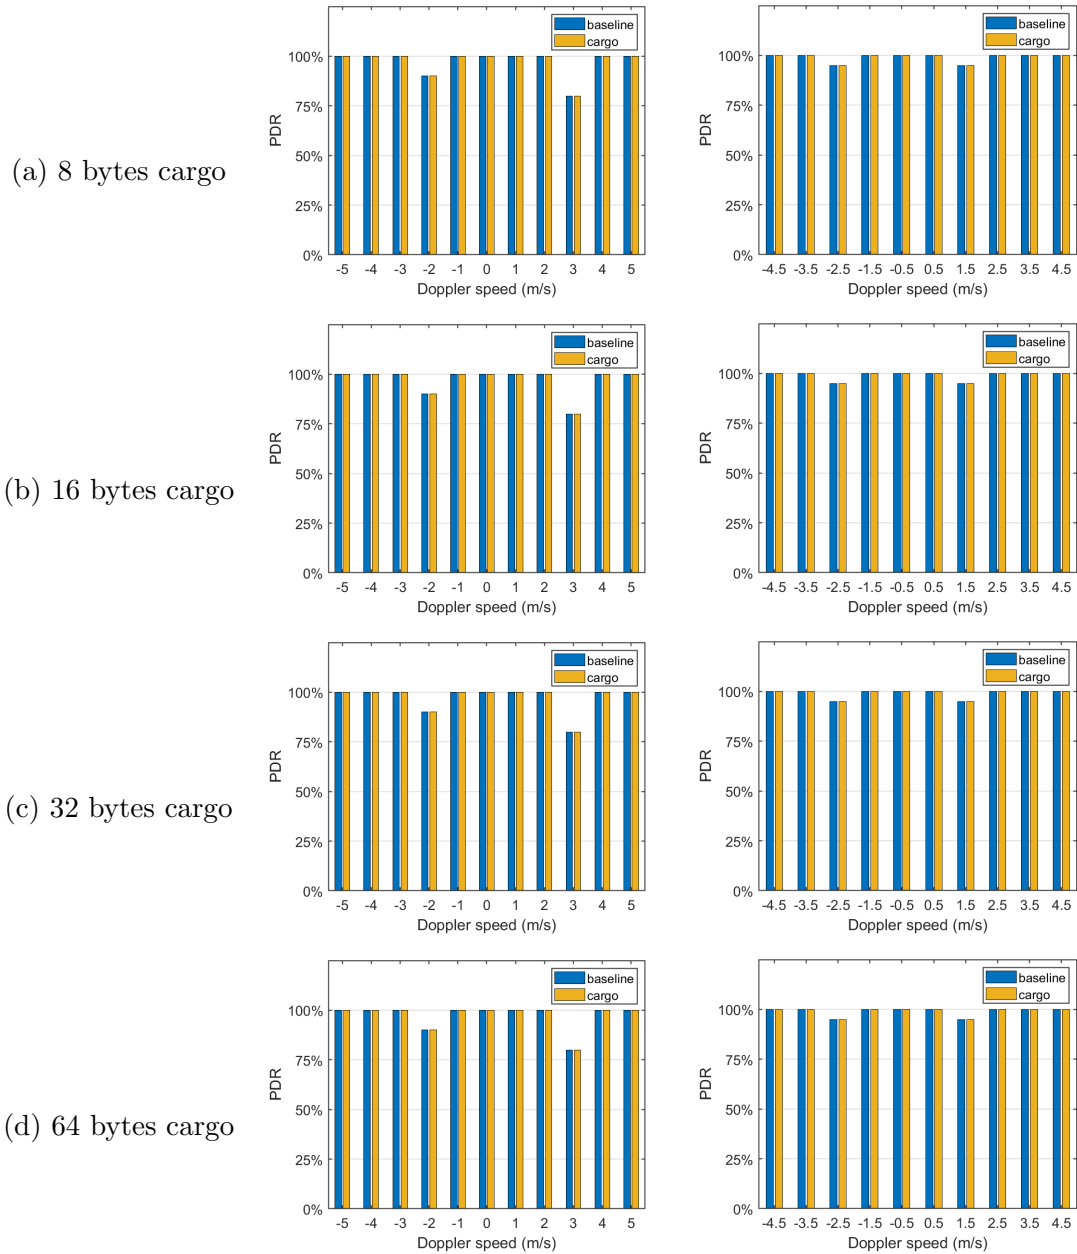 baseline
cargo
100%
75%
50%
25%
0%
PDR
-5 -4 -3 -2 -1 0 1 2 3 4 5
Doppler speed (m/s)
baseline
cargo
100%
75%
50%
25%
0%
PDR
-4.5 -3.5 -2.5 -1.5 -0.5 0.5 1.5 2.5 3.5 4.5
Doppler speed (m/s)
(a) 8 bytes cargo
baseline
cargo
100%
75%
50%
25%
0%
PDR
-5 -4 -3 -2 -1 0 1 2 3 4 5
Doppler speed (m/s)
baseline
cargo
100%
75%
50%
25%
0%
PDR
-4.5 -3.5 -2.5 -1.5 -0.5 0.5 1.5 2.5 3.5 4.5
Doppler speed (m/s)
(b) 16 bytes cargo
baseline
cargo
100%
75%
50%
25%
0%
PDR
-5 -4 -3 -2 -1 0 1 2 3 4 5
Doppler speed (m/s)
baseline
cargo
100%
75%
50%
25%
0%
PDR
-4.5 -3.5 -2.5 -1.5 -0.5 0.5 1.5 2.5 3.5 4.5
Doppler speed (m/s)
(c) 32 bytes cargo
baseline
cargo
100%
75%
50%
25%
0%
PDR
-5 -4 -3 -2 -1 0 1 2 3 4 5
Doppler speed (m/s)
baseline
cargo
100%
75%
50%
25%
0%
PDR
-4.5 -3.5 -2.5 -1.5 -0.5 0.5 1.5 2.5 3.5 4.5
Doppler speed (m/s)
(d) 64 bytes cargo